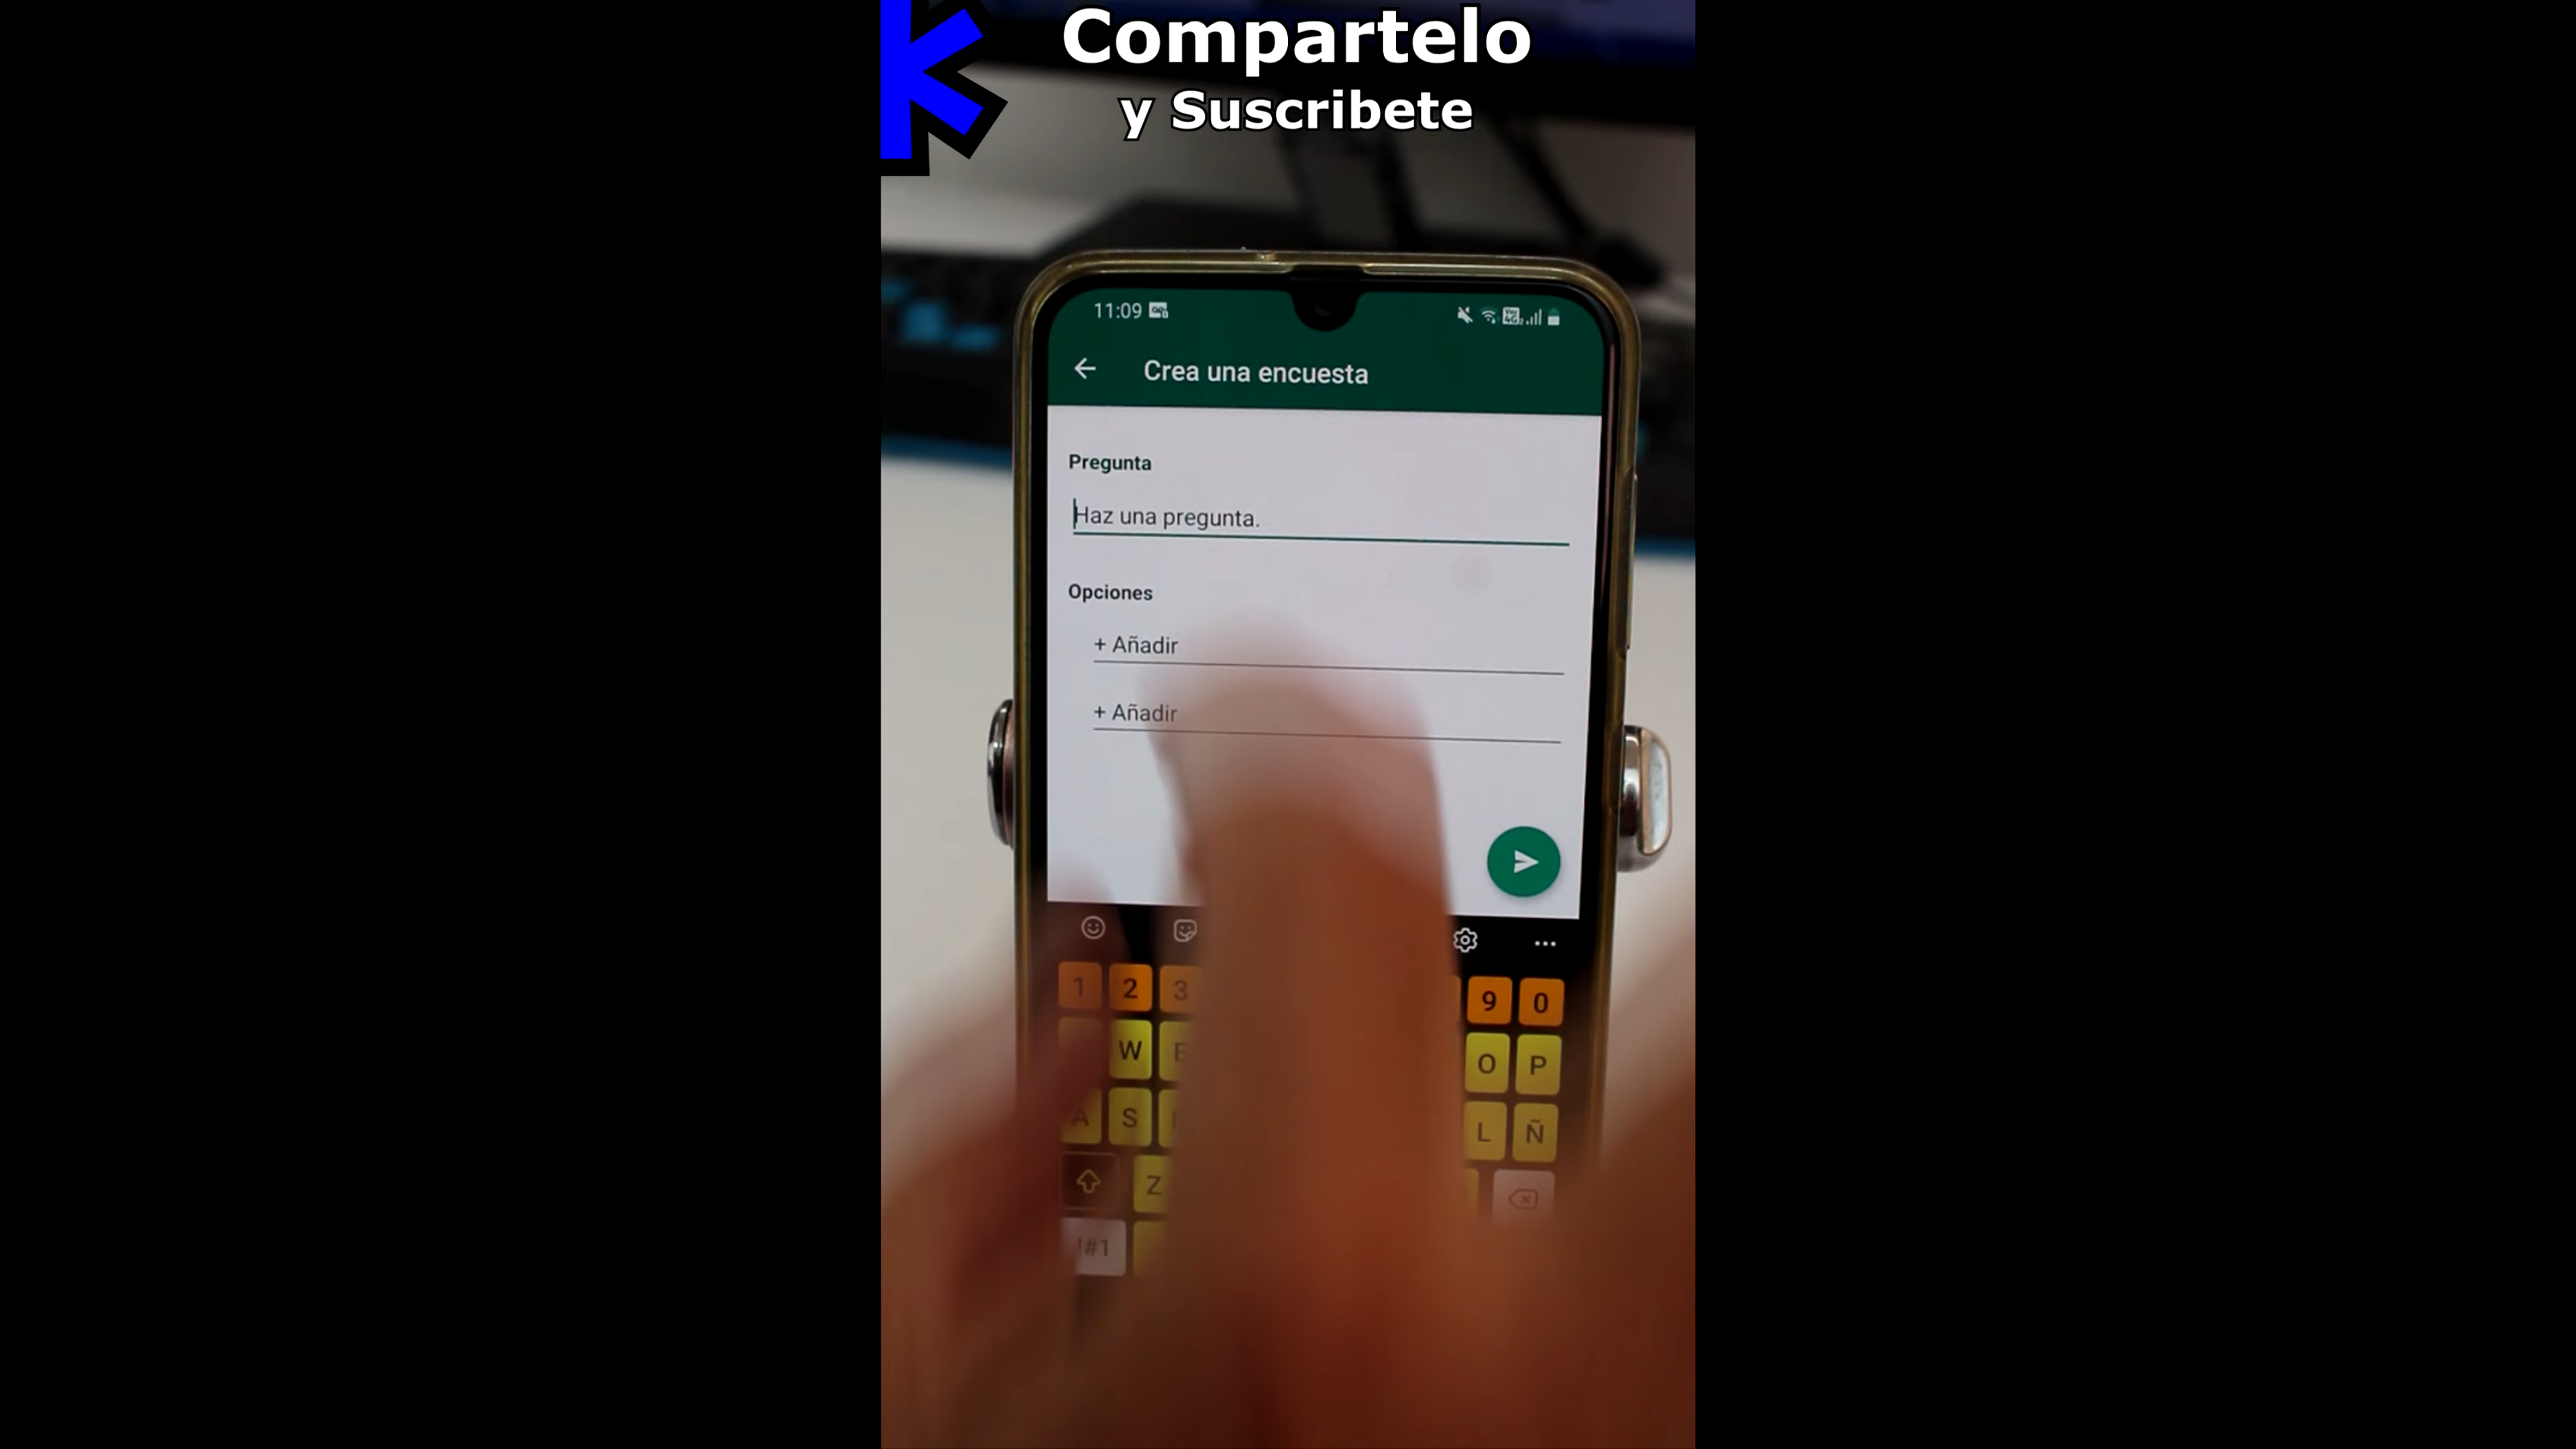 Compartelo
y Suscribete
11:09
Crea una encuesta
Pregunta
Haz una pregunta.
Opciones
+ Añadir
+ Añadir
1 2 3 9 0
W E O P
A S L Ñ
Z
!#1